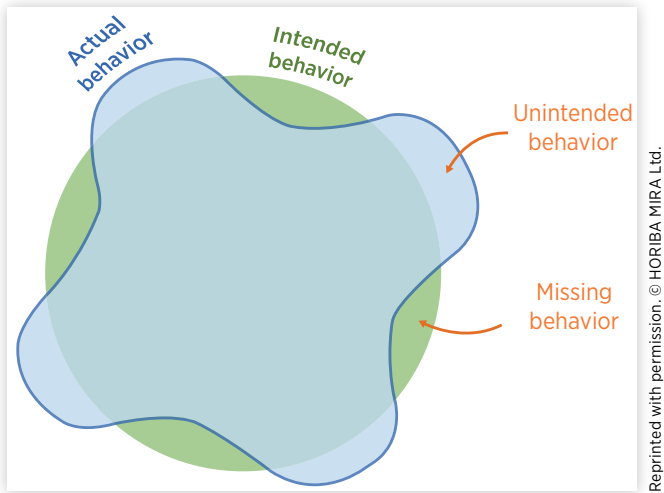 Actual
behavior
Intended
behavior
Unintended
behavior
Missing
behavior
Reprinted with permission. © HORIBA MIRA Ltd.